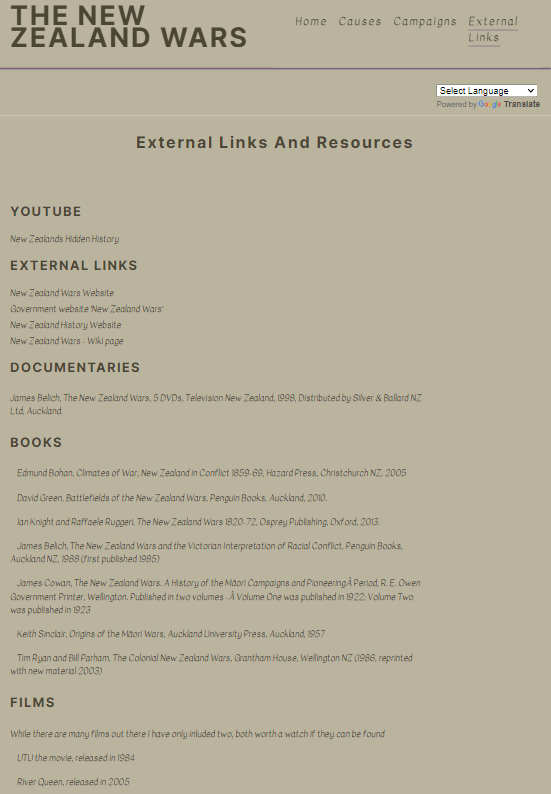 THE NEW
ZEALAND WARS
Home Causes Campaigns External
Links
Select Language
Powered by Google Translate
External Links And Resources
YOUTUBE
New Zealands Hidden History
EXTERNAL LINKS
New Zealand Wars Website
Government website 'New Zealand Wars'
New Zealand History Website
New Zealand Wars - Wiki page
DOCUMENTARIES
James Belich, The New Zealand Wars, 5 DVDs, Television New Zealand, 1998, Distributed by Silver & Ballard NZ
Ltd, Auckland.
BOOKS
Edmund Bohan, Climates of War, New Zealand in Conflict 1859-69, Hazard Press, Christchurch NZ, 2005
David Green, Battlefields of the New Zealand Wars, Penguin Books, Auckland, 2010.
Ian Knight and Raffaele Ruggeri, The New Zealand Wars 1820-72, Osprey Publishing, Oxford, 2013.
James Belich, The New Zealand Wars and the Victorian Interpretation of Racial Conflict, Penguin Books,
Auckland NZ, 1988 (first published 1985)
James Cowan, The New Zealand Wars. A History of the Māori Campaigns and PioneeringÂ Period, R. E. Owen
Government Printer, Wellington. Published in two volumes -Â Volume One was published in 1922; Volume Two
was published in 1923
Keith Sinclair, Origins of the Māori Wars, Auckland University Press, Auckland, 1957
Tim Ryan and Bill Parham, The Colonial New Zealand Wars, Grantham House, Wellington NZ (1986, reprinted
with new material 2003)
FILMS
While there are many films out there I have only inluded two, both worth a watch if they can be found
UTU the movie, released in 1984
River Queen, released in 2005